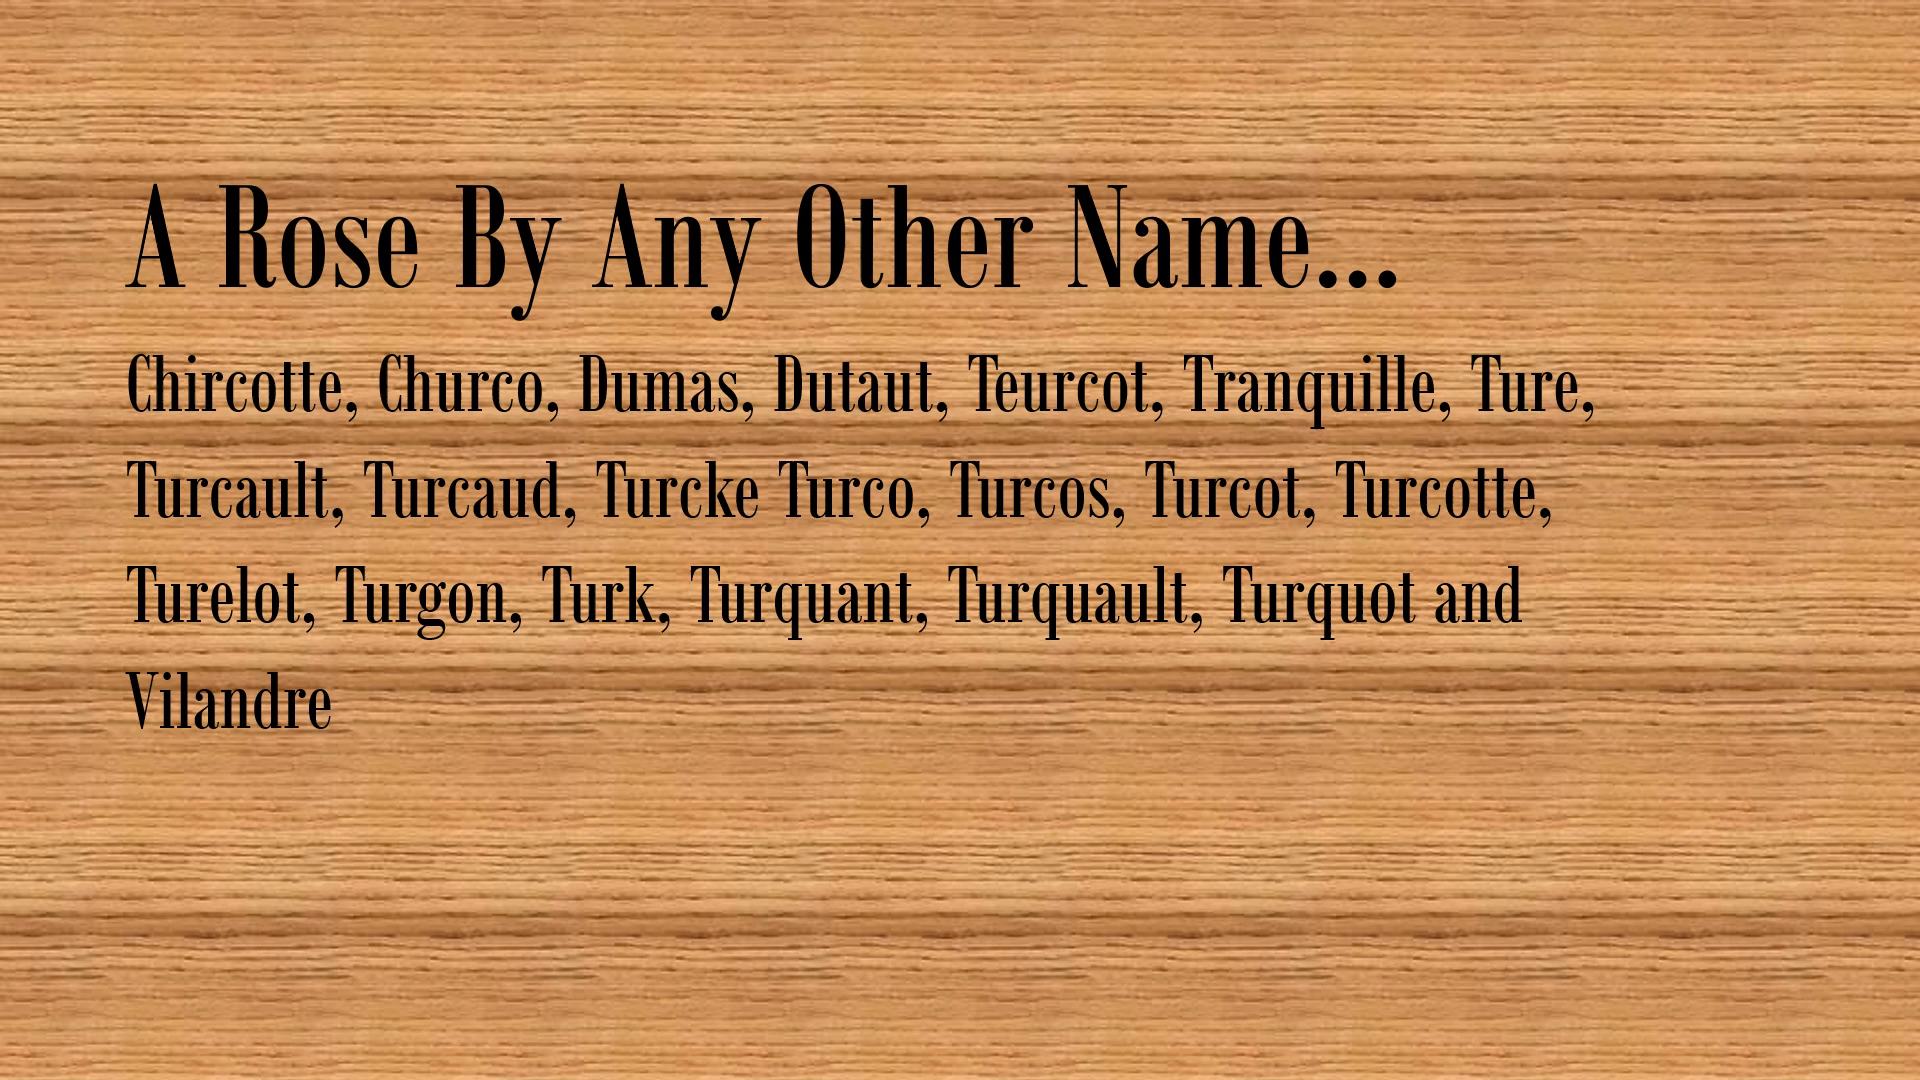 A Rose By Any Other Name...
Chircotte, Churco, Dumas, Dutaut, Teurcot, Tranquille, Ture,
Turcault, Turcaud, Turcke Turco, Turcos, Turcot, Turcotte,
Turelot, Turgon, Turk, Turquant, Turquault, Turquot and
Vilandre